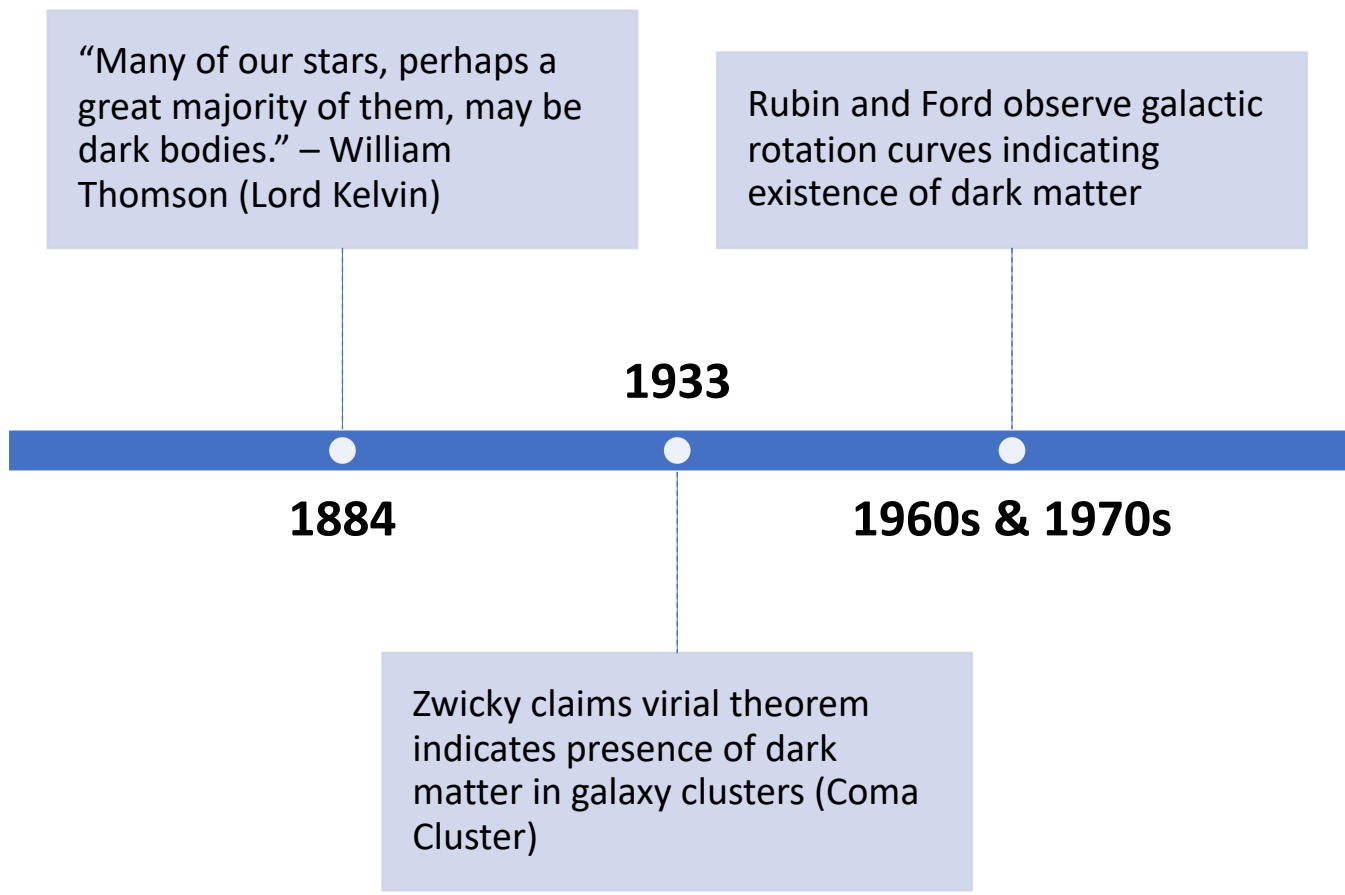 “Many of our stars, perhaps a
great majority of them, may be
dark bodies.” – William
Thomson (Lord Kelvin)
Rubin and Ford observe galactic
rotation curves indicating
existence of dark matter
1933
1884
1960s & 1970s
Zwicky claims virial theorem
indicates presence of dark
matter in galaxy clusters (Coma
Cluster)